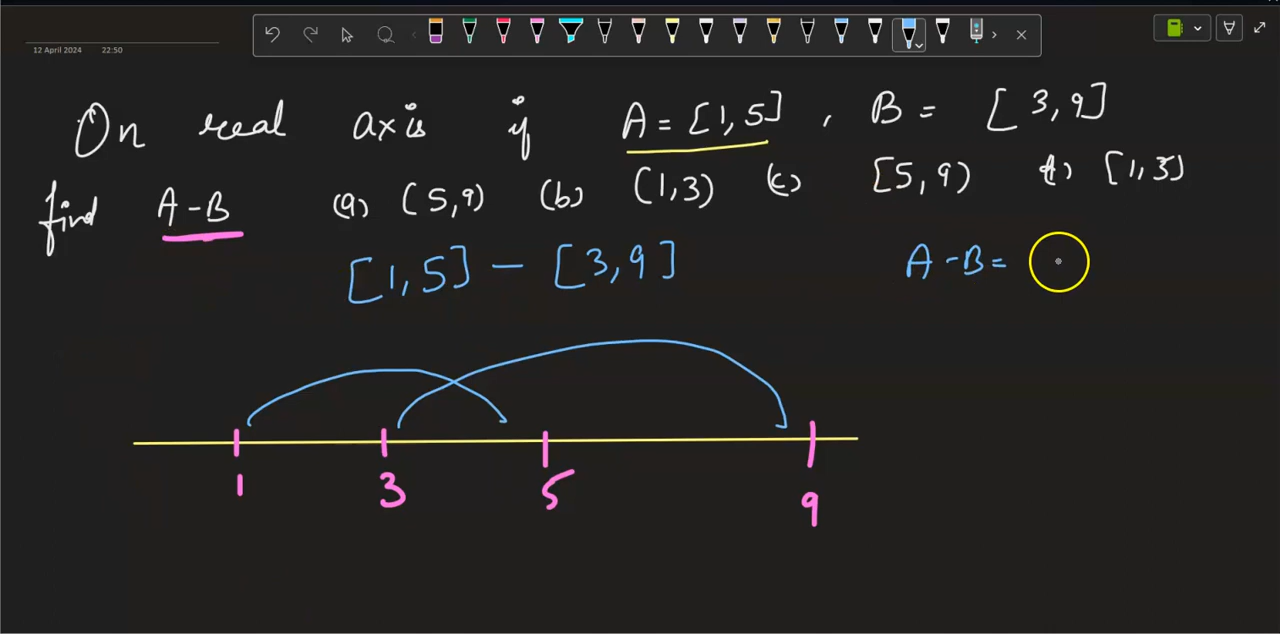 12 April 2024 22:50
On real axis if A = [1, 5] , B = [3, 9]
find A - B (a) (5, 9) (b) (1, 3) (c) [5, 9) [1, 3)
[1, 5] - [3, 9] A - B =
1 3 5 9